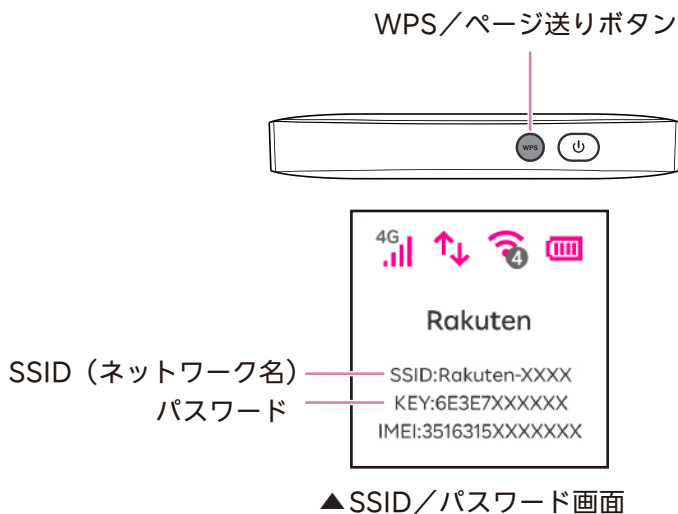 WPS／ページ送りボタン
WPS
4G
4
Rakuten
SSID（ネットワーク名）
SSID:Rakuten-XXXX
パスワード
KEY:6E3E7XXXXXX
IMEI:3516315XXXXXXX
▲SSID／パスワード画面